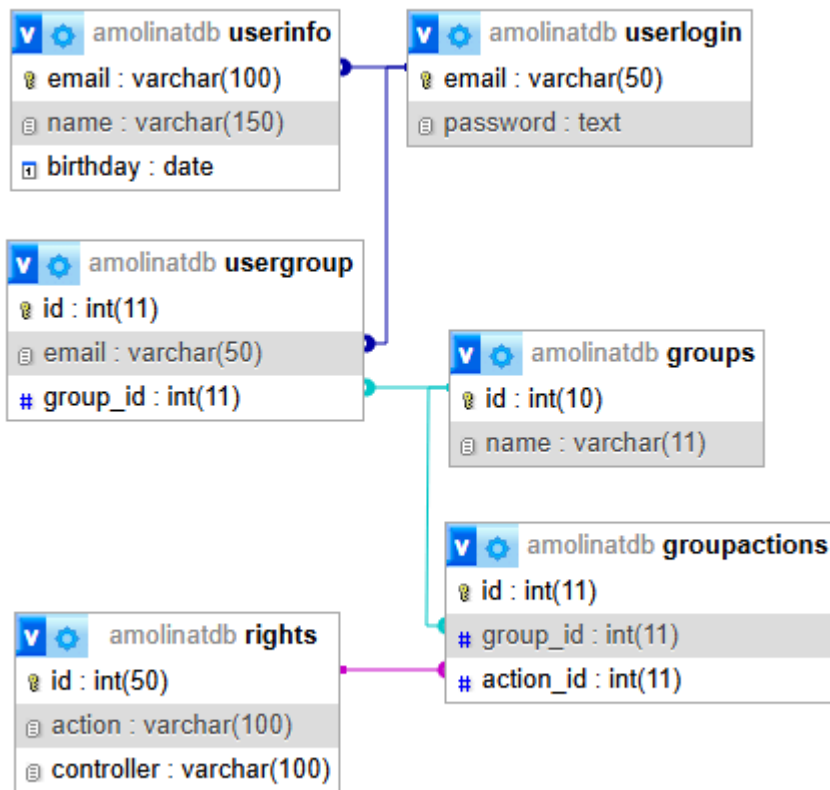 amolinatdb userinfo
email : varchar(100)
name : varchar(150)
birthday : date
amolinatdb userlogin
email : varchar(50)
password : text
amolinatdb usergroup
id : int(11)
email : varchar(50)
group_id : int(11)
amolinatdb groups
id : int(10)
name : varchar(11)
amolinatdb groupactions
id : int(11)
group_id : int(11)
action_id : int(11)
amolinatdb rights
id : int(50)
action : varchar(100)
controller : varchar(100)